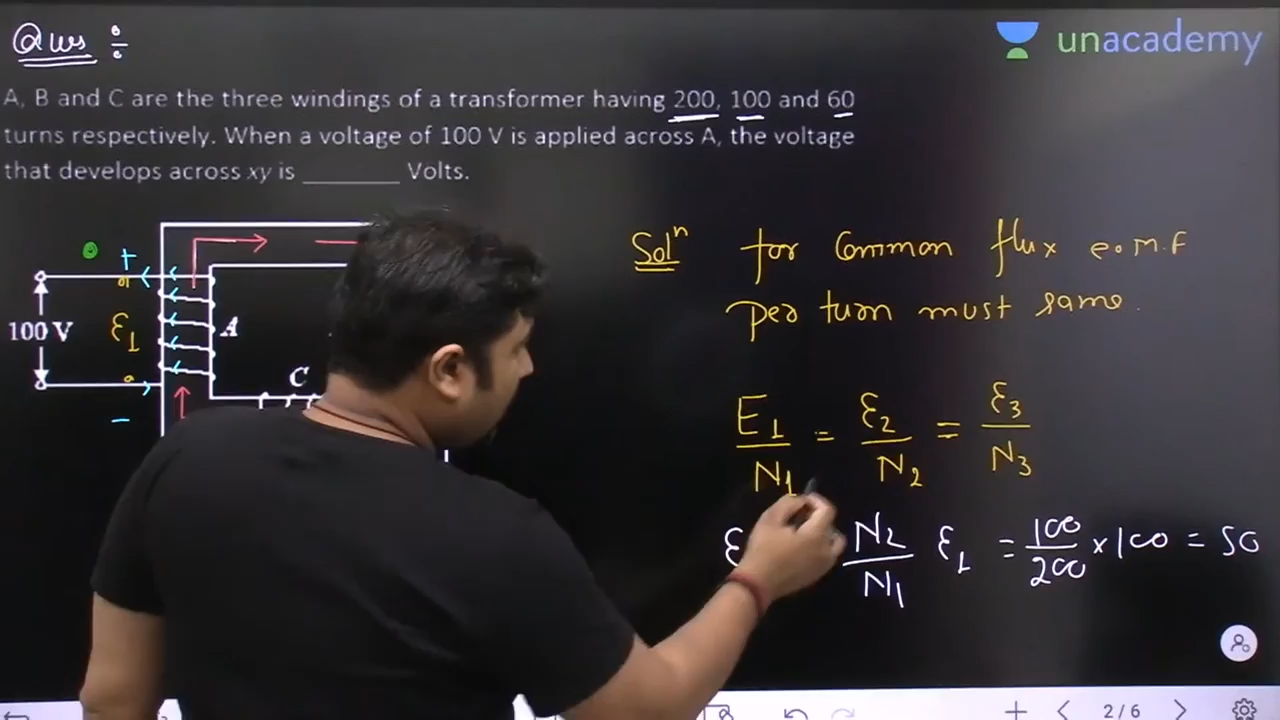 Ques :
unacademy
A, B and C are the three windings of a transformer having 200, 100 and 60
turns respectively. When a voltage of 100 V is applied across A, the voltage
that develops across xy is ________ Volts.
Solⁿ for Common flux e.M.F
Per turn must same.
+
100 V
ε1
A
C
-
E1/N1 = ε2/N2 = ε3/N3
ε N2/N1 ε1 = 100/200 × 100 = 50
2 / 6